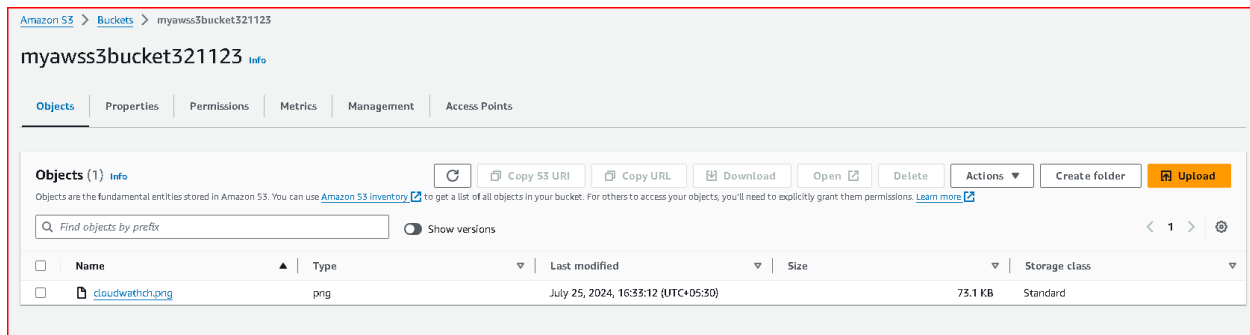 Amazon S3 > Buckets > myawss3bucket321123
myawss3bucket321123 Info
Objects Properties Permissions Metrics Management Access Points
Objects (1) Info
Copy S3 URI Copy URL Download Open Delete Actions ▼ Create folder Upload
Objects are the fundamental entities stored in Amazon S3. You can use Amazon S3 inventory to get a list of all objects in your bucket. For others to access your objects, you'll need to explicitly grant them permissions. Learn more
Find objects by prefix
Show versions
< 1 >
Name Type Last modified Size Storage class
cloudwathch.png png July 25, 2024, 16:33:12 (UTC+05:30) 73.1 KB Standard